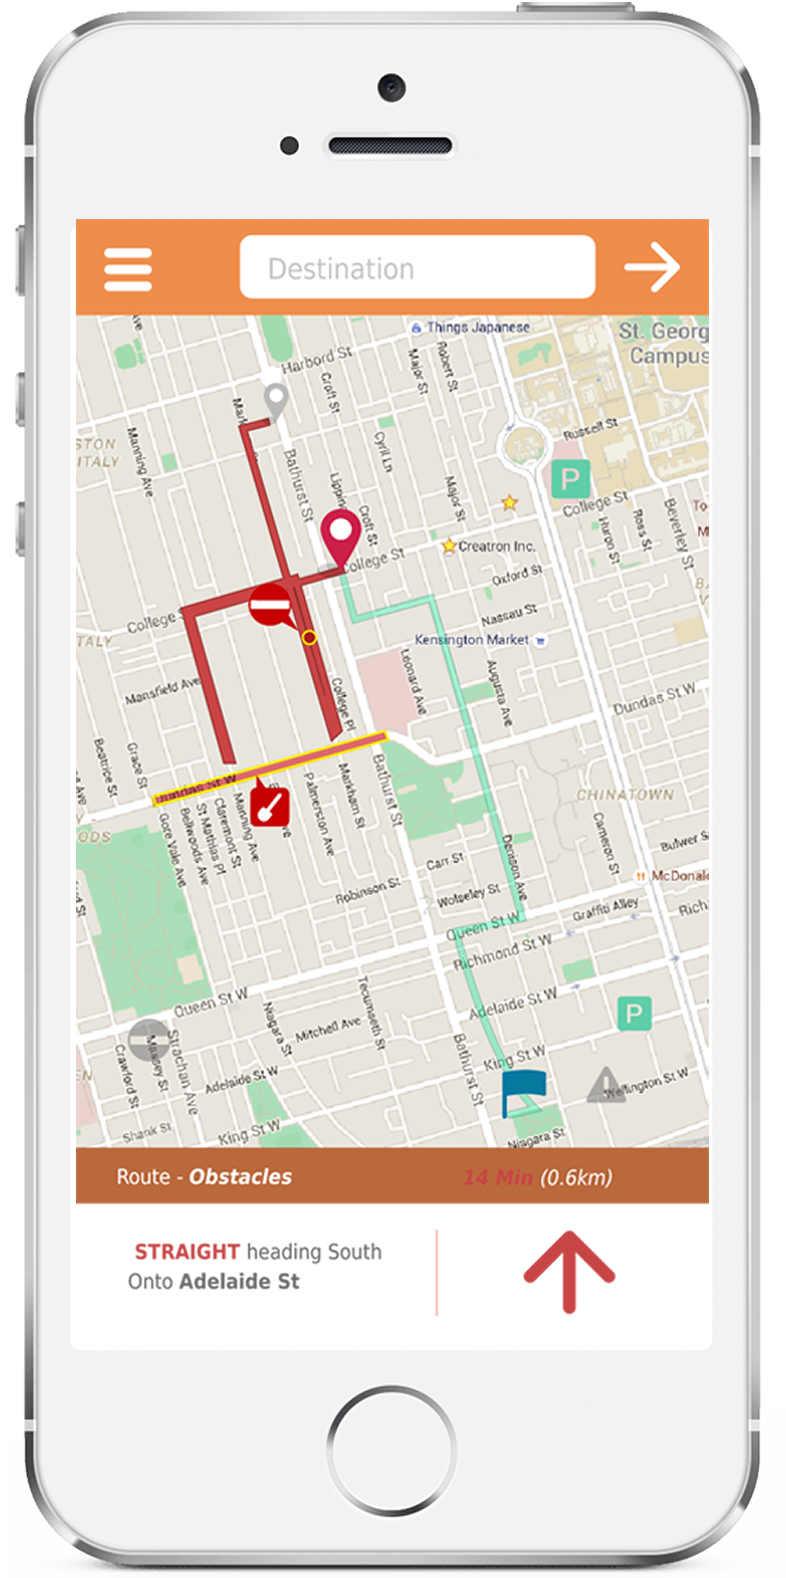 Destination
Things Japanese
St. Georg
Campus
Harbord St
Major St
Robert St
Croft St
Mark
STON
ITALY
Manning Ave
Cyril Ln
Russell St
P
Bathurst St
Lippin
Croft St
Major St
College St
Huron St
Ross St
Beverley St
To
M
Creatron Inc.
College St
Oxford St
Nassau St
College
TALY
Kensington Market
Mansfield Ave
College Pl
Leonard Ave
Augusta Ave
Dundas St W
Beatrice St
Grace St
Dundas St W
Bathurst St
Markham St
Palmerston Ave
CHINATOWN
ODS
Gore Vale Ave
Bellwoods Ave
St Mathias Pl
Claremont St
Manning Ave
Carr St
Denison Ave
Cameron St
Bulwer S
McDonal
Robinson St
Wolseley St
Graffiti Alley
Rich
Queen St W
Richmond St W
Queen St W
Niagara St
Mitchell Ave
Tecumseth St
Adelaide St W
P
Strachan Ave
Massey St
Crawford St
Adelaide St W
Bathurst St
King St W
Wellington St W
Shank St
King St W
Niagara St
Route - Obstacles
14 Min (0.6km)
STRAIGHT heading South
Onto Adelaide St